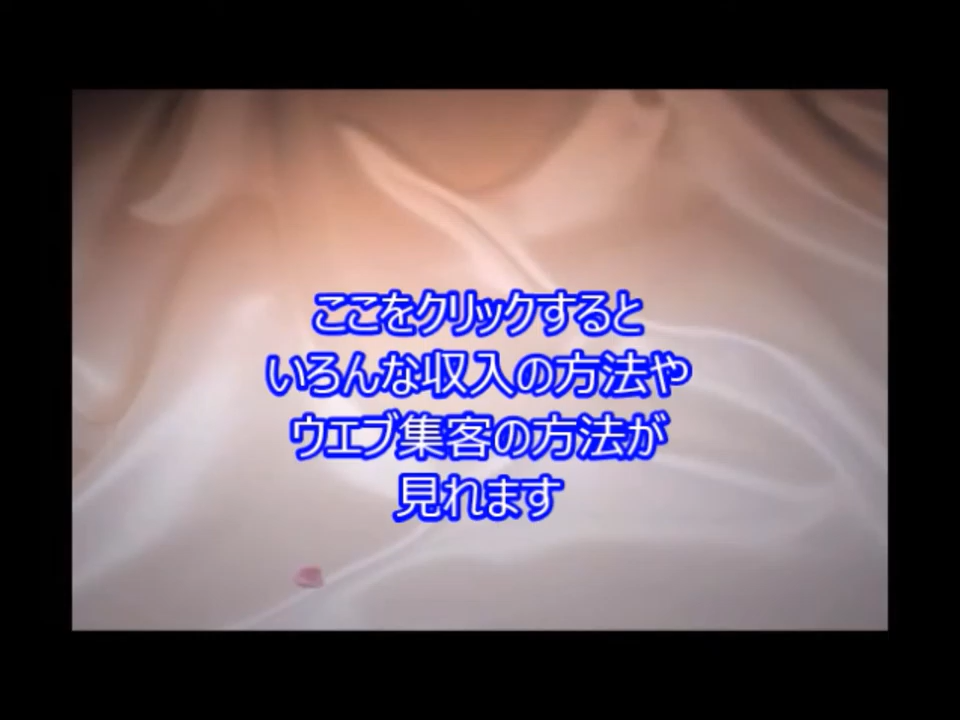 ここをクリックすると
いろんな収入の方法や
ウエブ集客の方法が
見れます